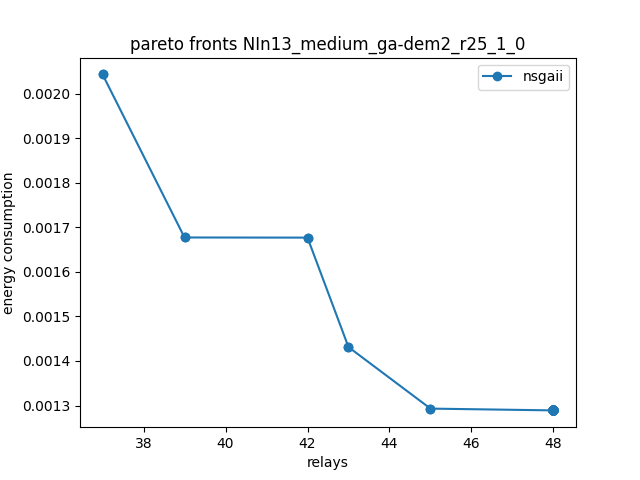 pareto fronts NIn13_medium_ga-dem2_r25_1_0
nsgaii
energy consumption
0.0020
0.0019
0.0018
0.0017
0.0016
0.0015
0.0014
0.0013
38 40 42 44 46 48
relays